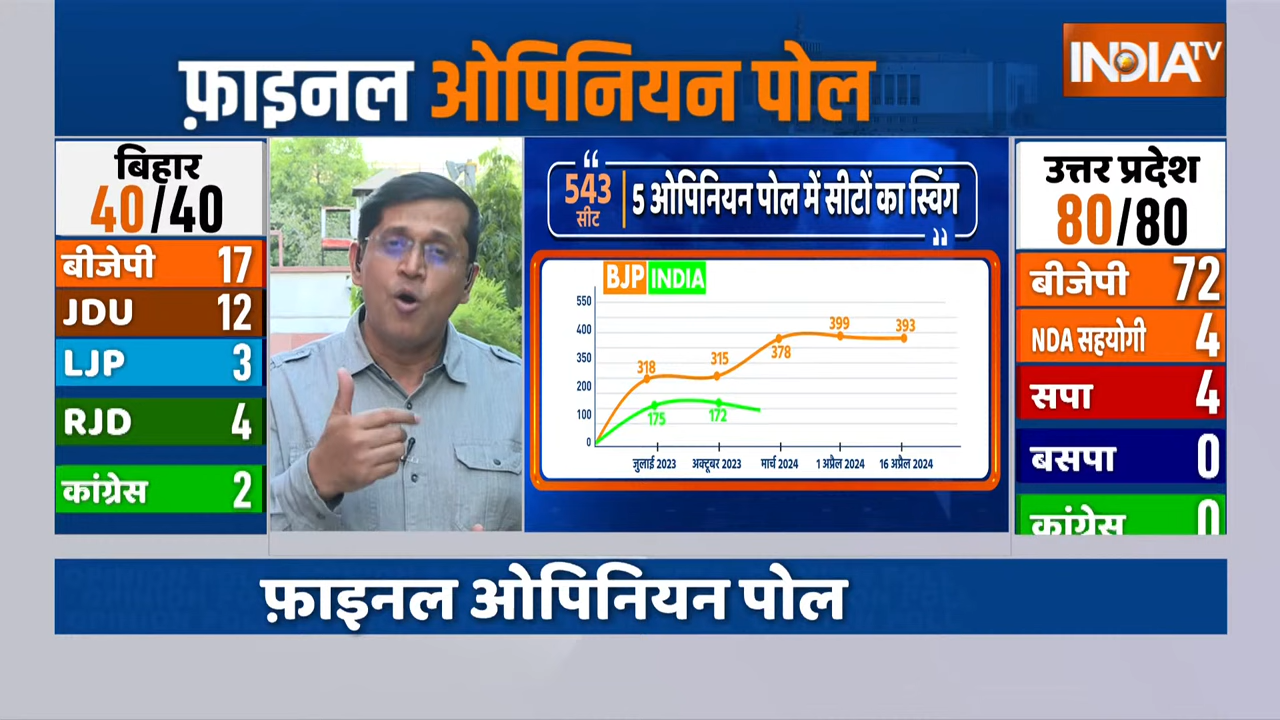 फ़ाइनल ओपिनियन पोल
INDIA TV
बिहार
40/40
बीजेपी 17
JDU 12
LJP 3
RJD 4
कांग्रेस 2
“
543
सीट
5 ओपिनियन पोल में सीटों का स्विंग
”
BJP INDIA
550
400
350
200
100
0
318
315
378
399
393
175
172
जुलाई 2023
अक्टूबर 2023
मार्च 2024
1 अप्रैल 2024
16 अप्रैल 2024
उत्तर प्रदेश
80/80
बीजेपी 72
NDA सहयोगी 4
सपा 4
बसपा 0
कांग्रेस 0
फ़ाइनल ओपिनियन पोल